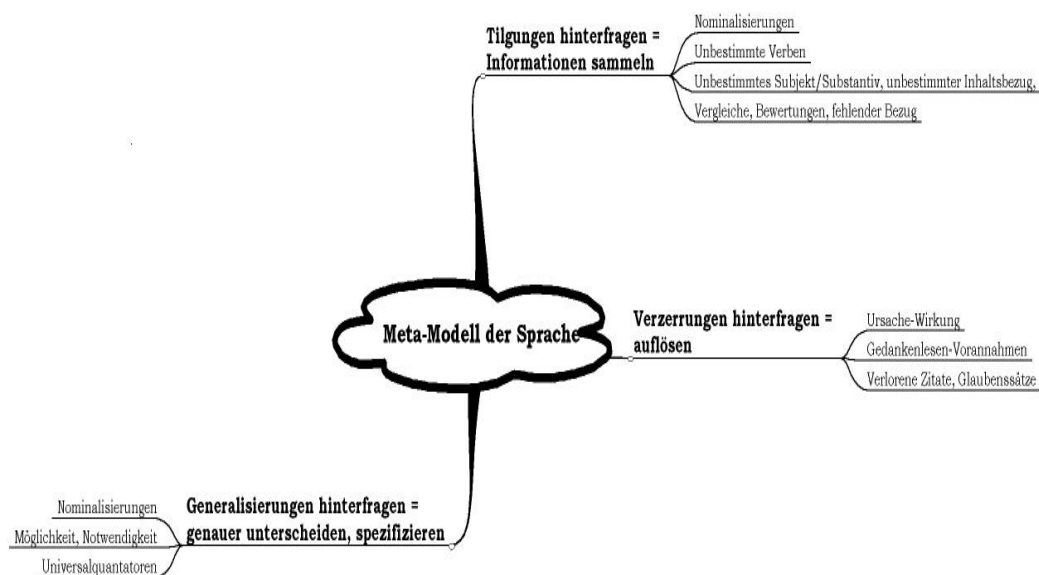 Tilgungen hinterfragen =
Informationen sammeln
Nominalisierungen
Unbestimmte Verben
Unbestimmtes Subjekt/Substantiv, unbestimmter Inhaltsbezug,
Vergleiche, Bewertungen, fehlender Bezug
Meta-Modell der Sprache
Verzerrungen hinterfragen =
auflösen
Ursache-Wirkung
Gedankenlesen-Vorannahmen
Verlorene Zitate, Glaubenssätze
Generalisierungen hinterfragen =
genauer unterscheiden, spezifizieren
Nominalisierungen
Möglichkeit, Notwendigkeit
Universalquantatoren